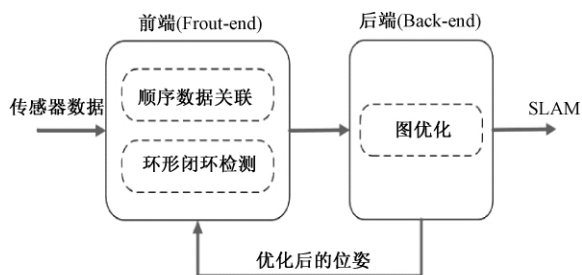 前端(Frout-end)
后端(Back-end)
传感器数据
顺序数据关联
环形闭环检测
图优化
SLAM
优化后的位姿